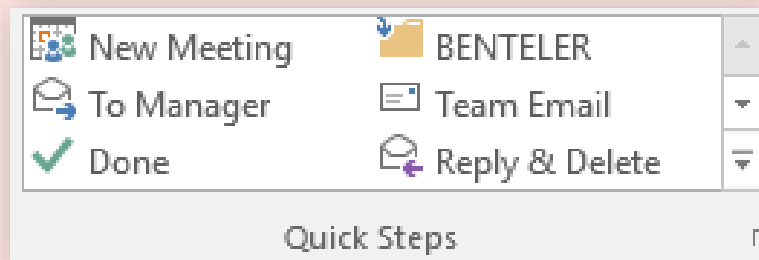 New Meeting
BENTELER
To Manager
Team Email
Done
Reply & Delete
Quick Steps